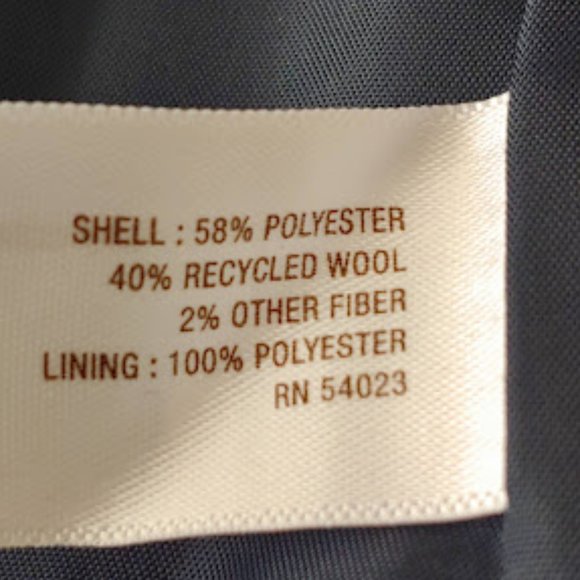 SHELL : 58% POLYESTER
40% RECYCLED WOOL
2% OTHER FIBER
LINING : 100% POLYESTER
RN 54023